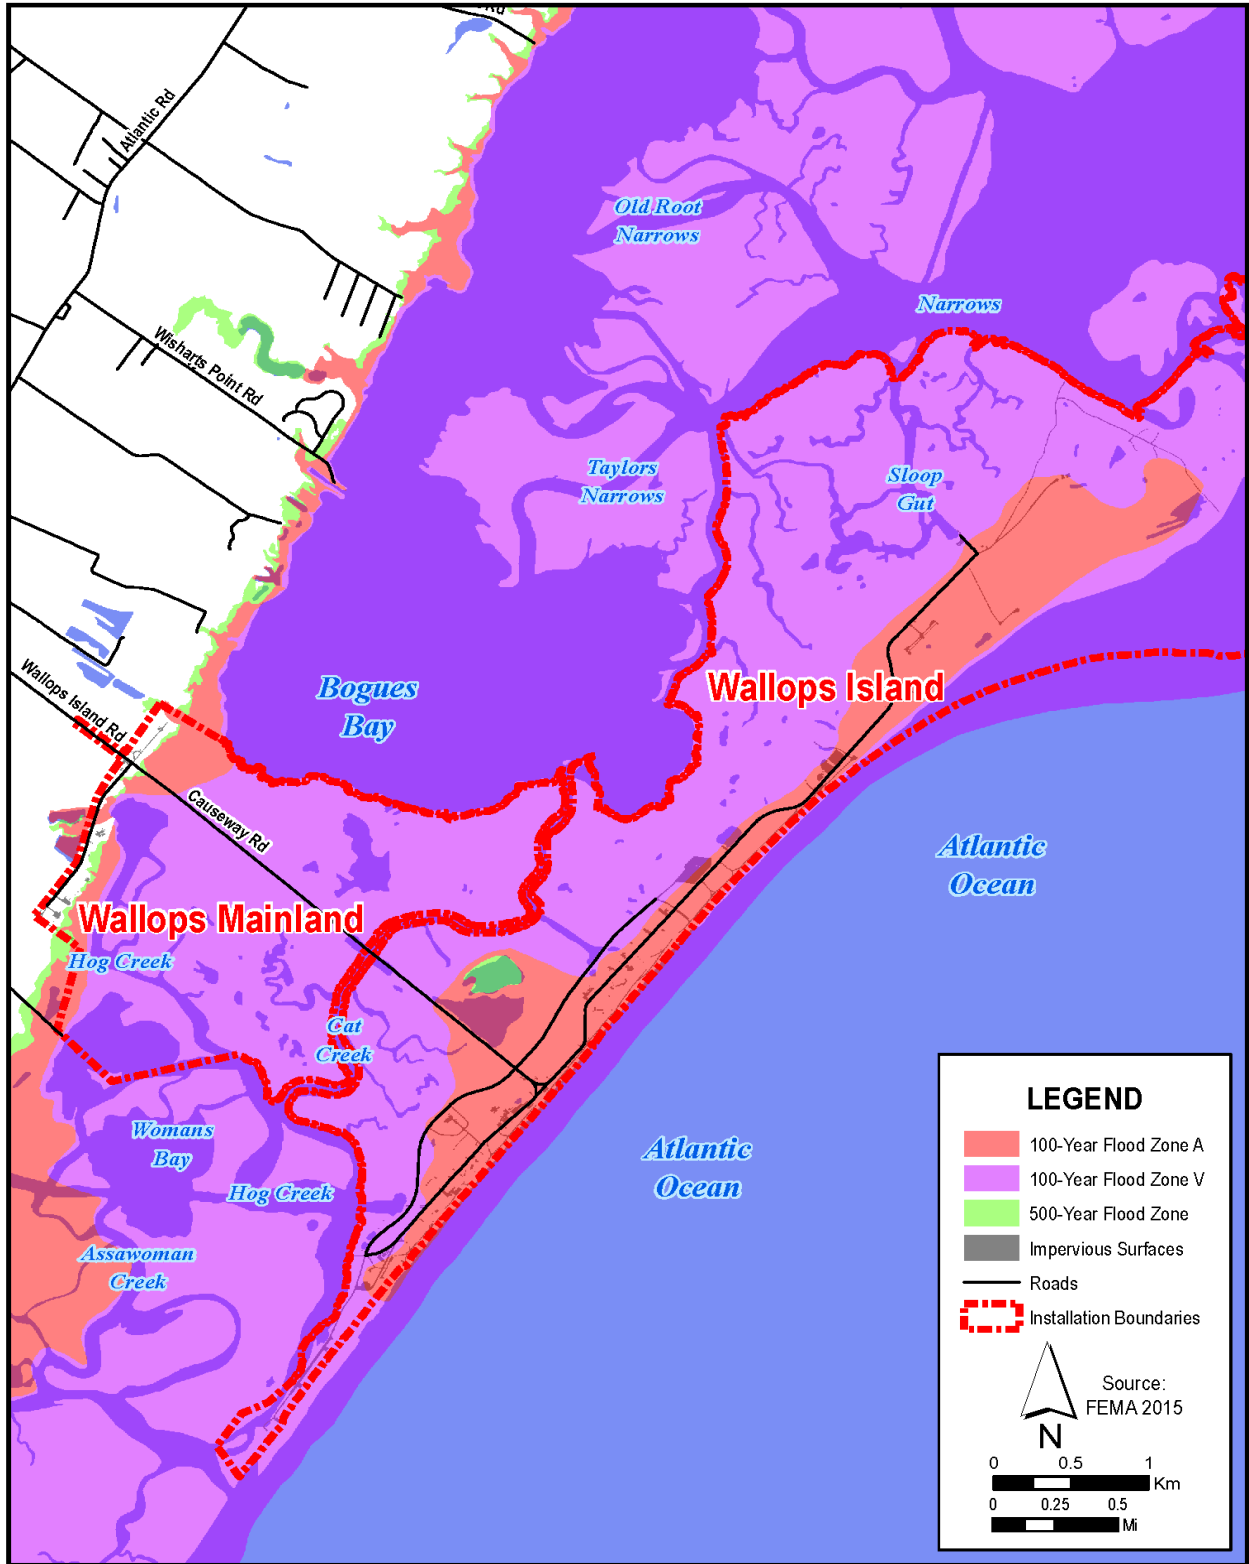 Rd
Atlantic Rd
Old Root
Narrows
Narrows
Wisharts Point Rd
Taylors
Narrows
Sloop
Gut
Wallops Island Rd
Bogues
Bay
Wallops Island
Causeway Rd
Atlantic
Ocean
Wallops Mainland
Hog Creek
Cat
Creek
Womans
Bay
Hog Creek
Atlantic
Ocean
Assawoman
Creek
LEGEND
100-Year Flood Zone A
100-Year Flood Zone V
500-Year Flood Zone
Impervious Surfaces
Roads
Installation Boundaries
Source:
FEMA 2015
N
0 0.5 1
Km
0 0.25 0.5
Mi